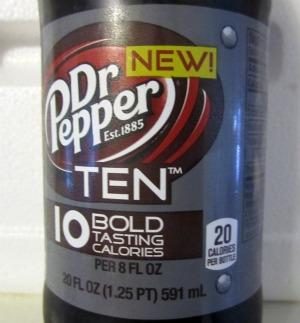 NEW!
Dr
Pepper
Est.1885
TEN™
10 BOLD
TASTING
CALORIES
PER 8 FL OZ
20 FL OZ (1.25 PT) 591 mL
20
CALORIES
PER BOTTLE